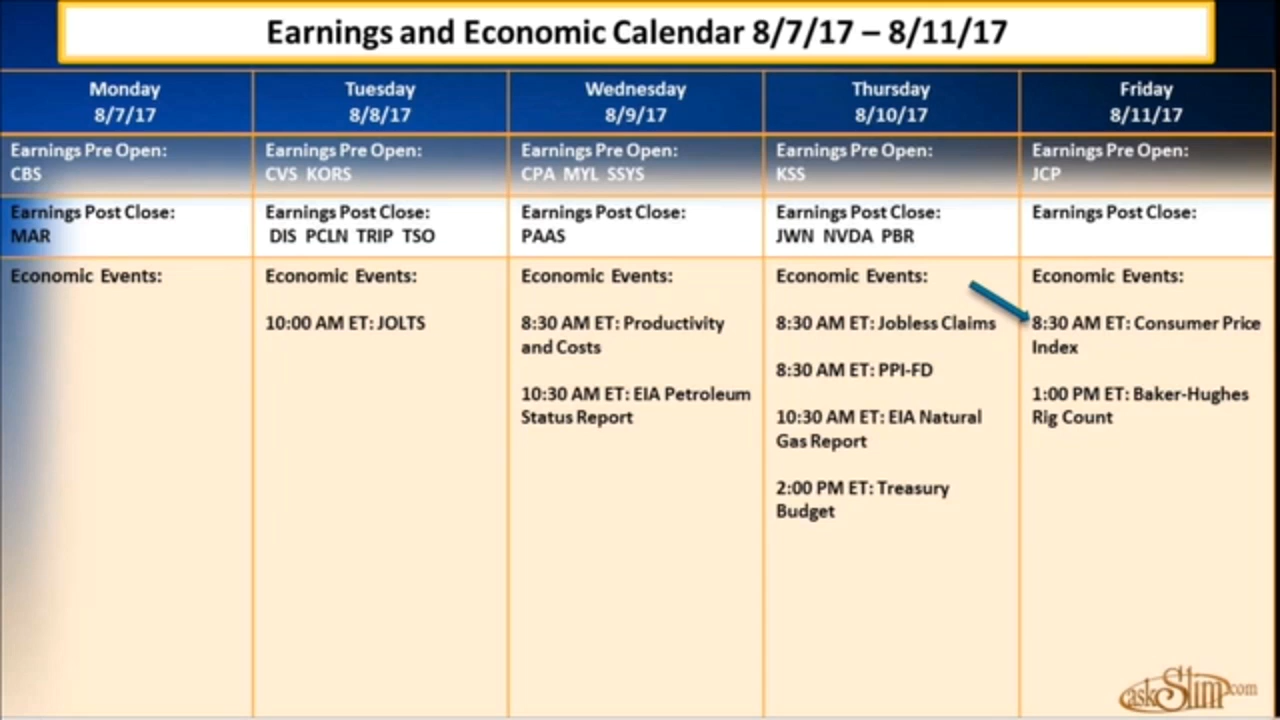 Earnings and Economic Calendar 8/7/17 – 8/11/17
Monday
8/7/17
Tuesday
8/8/17
Wednesday
8/9/17
Thursday
8/10/17
Friday
8/11/17
Earnings Pre Open:
CBS
Earnings Pre Open:
CVS KORS
Earnings Pre Open:
CPA MYL SSYS
Earnings Pre Open:
KSS
Earnings Pre Open:
JCP
Earnings Post Close:
MAR
Earnings Post Close:
DIS PCLN TRIP TSO
Earnings Post Close:
PAAS
Earnings Post Close:
JWN NVDA PBR
Earnings Post Close:
Economic Events:
Economic Events:
10:00 AM ET: JOLTS
Economic Events:
8:30 AM ET: Productivity
and Costs
10:30 AM ET: EIA Petroleum
Status Report
Economic Events:
8:30 AM ET: Jobless Claims
8:30 AM ET: PPI-FD
10:30 AM ET: EIA Natural
Gas Report
2:00 PM ET: Treasury
Budget
Economic Events:
8:30 AM ET: Consumer Price
Index
1:00 PM ET: Baker-Hughes
Rig Count
askSlim.com